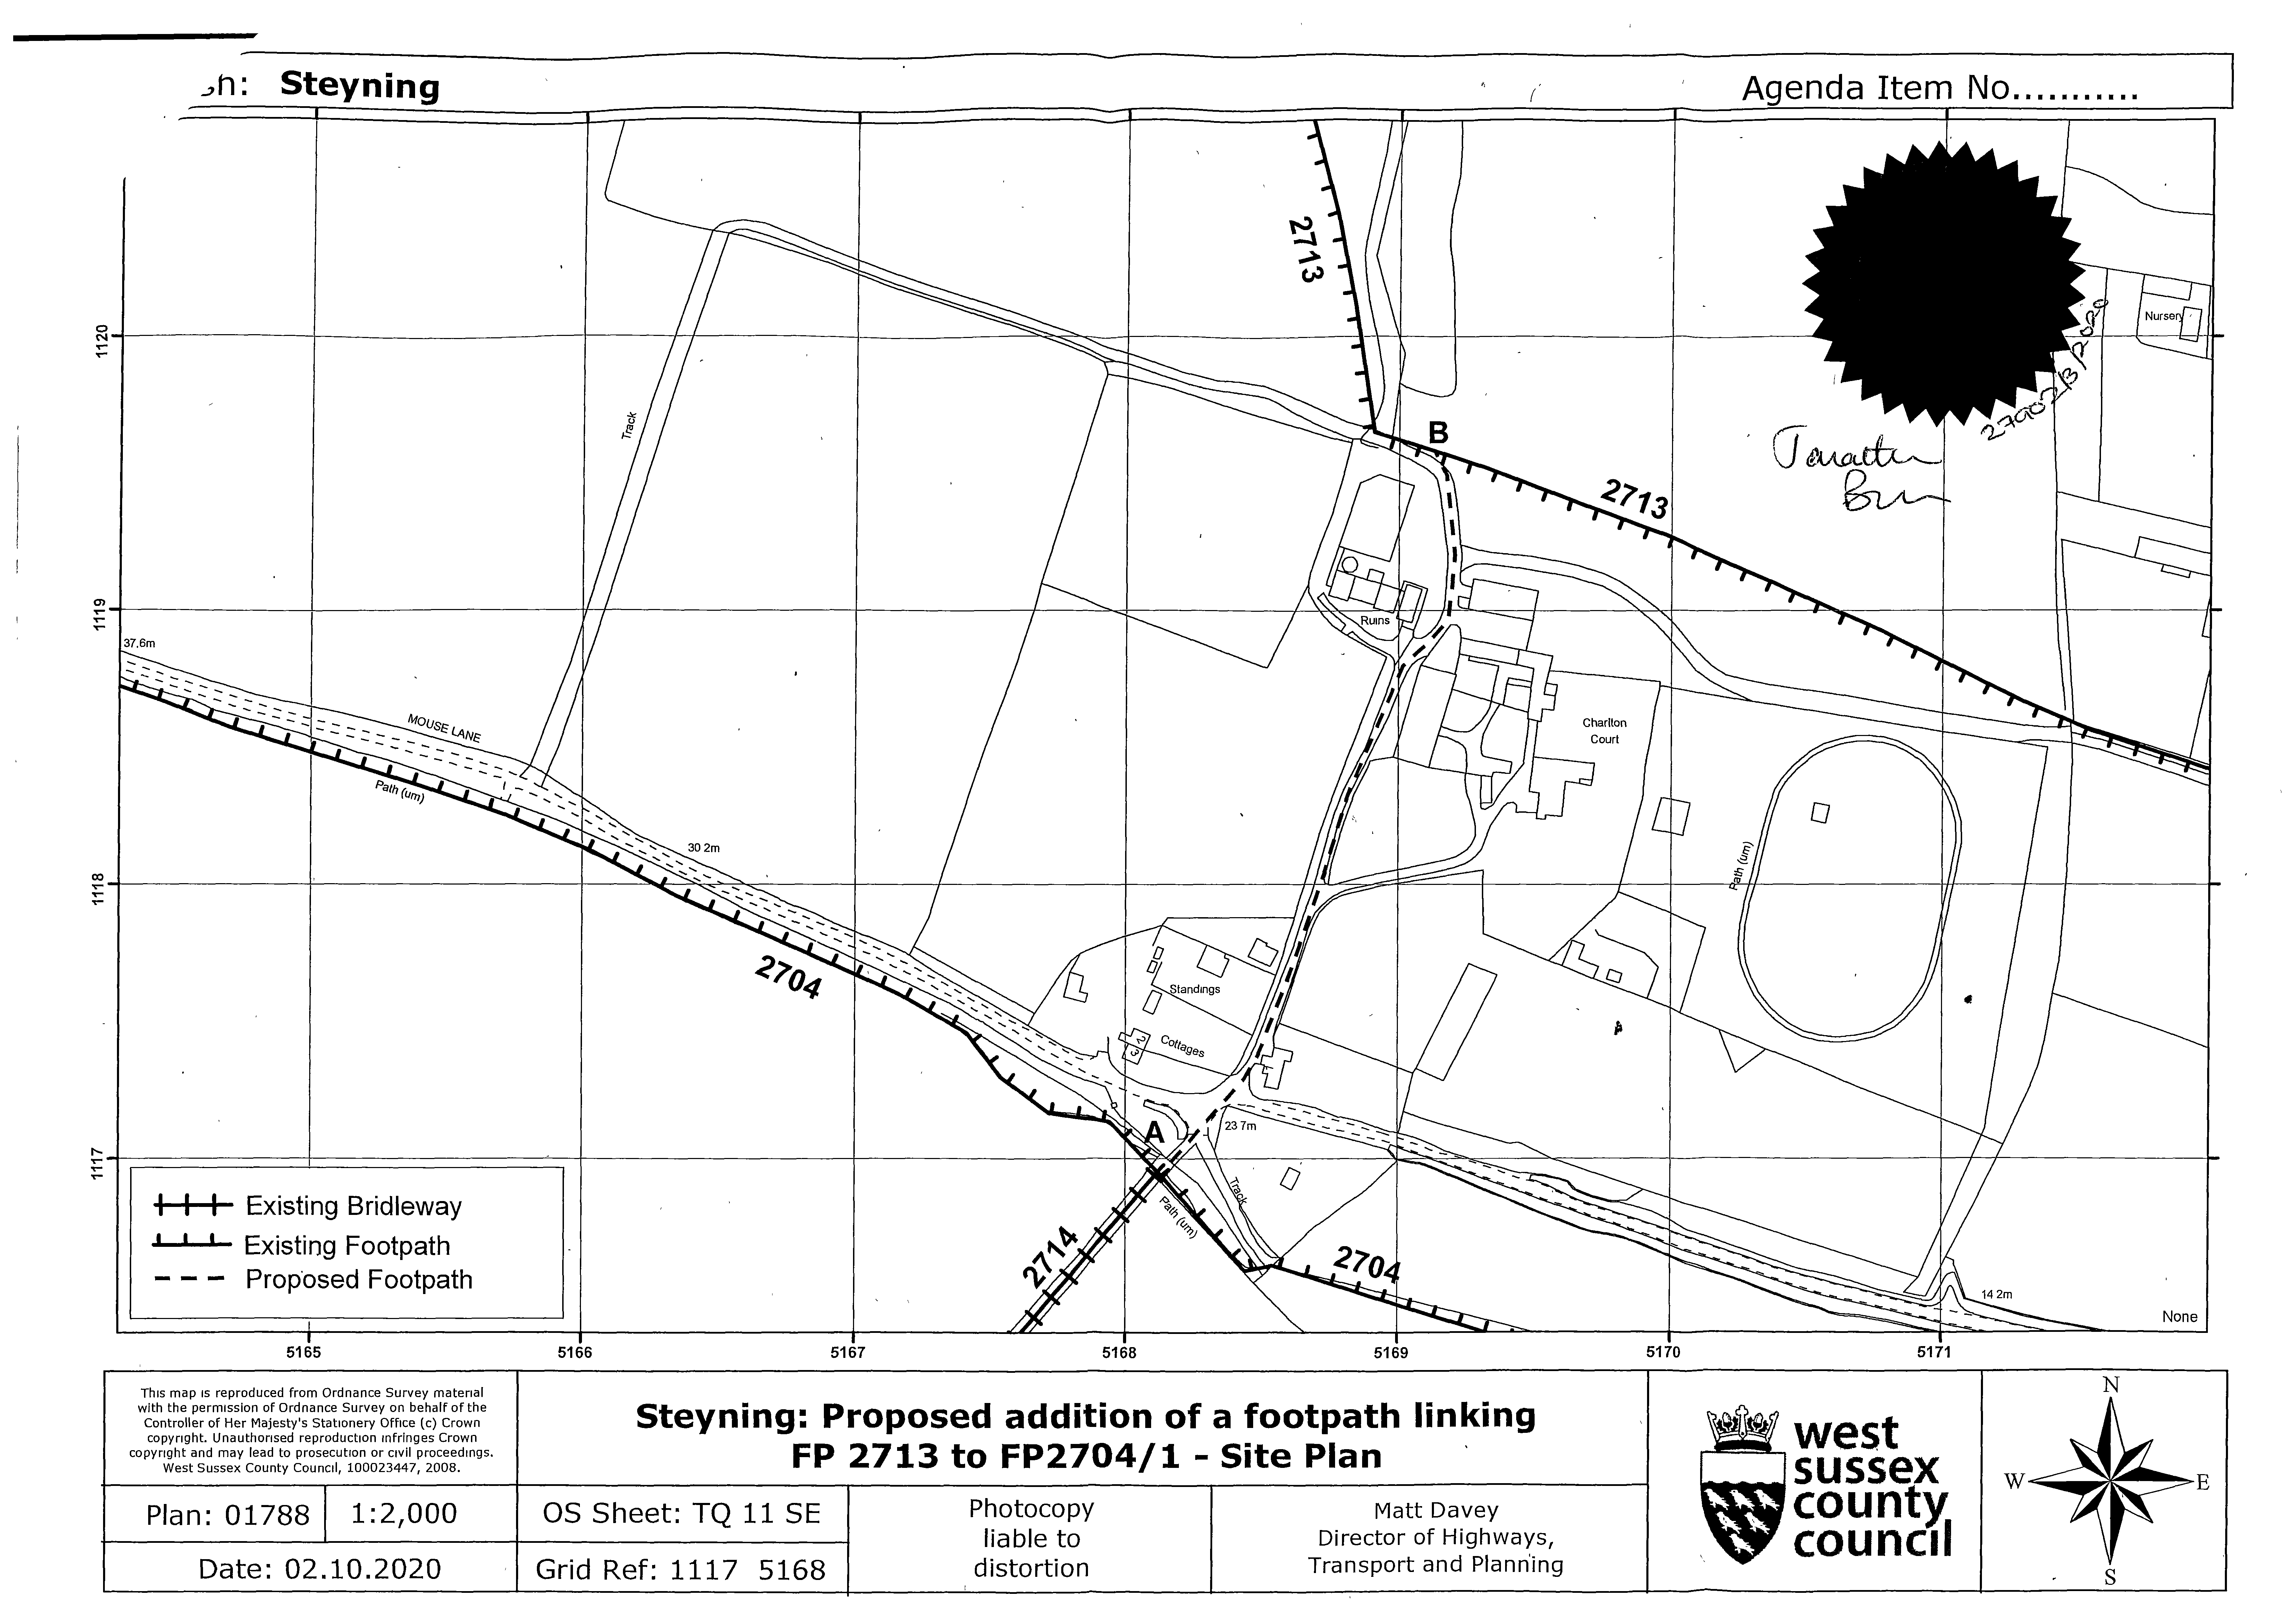 h: Steyning
Agenda Item No...........
2713
B
2713
Nursery
Track
Ruins
37.6m
MOUSE LANE
Path (um)
30 2m
Charlton
Court
Path (um)
2704
Standings
Cottages
2
3
A
23 7m
Track
Path (um)
2714
2704
14 2m
None
1120
1119
1118
1117
Existing Bridleway
Existing Footpath
Proposed Footpath
5165 5166 5167 5168 5169 5170 5171
This map is reproduced from Ordnance Survey material
with the permission of Ordnance Survey on behalf of the
Controller of Her Majesty's Stationery Office (c) Crown
copyright. Unauthorised reproduction infringes Crown
copyright and may lead to prosecution or civil proceedings.
West Sussex County Council, 100023447, 2008.
Steyning: Proposed addition of a footpath linking
FP 2713 to FP2704/1 - Site Plan
Plan: 01788
1:2,000
Date: 02.10.2020
OS Sheet: TQ 11 SE
Grid Ref: 1117 5168
Photocopy
liable to
distortion
Matt Davey
Director of Highways,
Transport and Planning
west
sussex
county
council
N
W
E
S